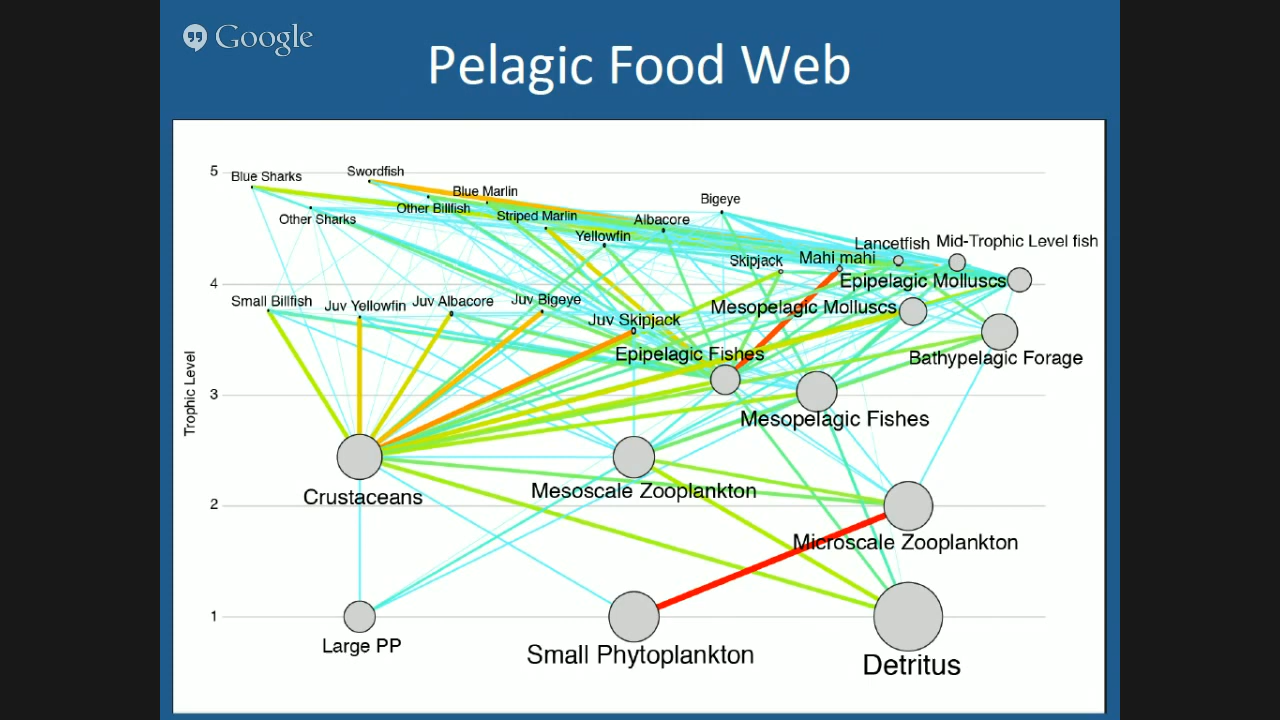 Google
Pelagic Food Web
5
Blue Sharks
Swordfish
Blue Marlin
Other Sharks
Other Billfish
Striped Marlin
Bigeye
Albacore
Yellowfin
Lancetfish
Mid-Trophic Level fish
Skipjack
Mahi mahi
4
Epipelagic Molluscs
Small Billfish
Juv Yellowfin
Juv Albacore
Juv Bigeye
Mesopelagic Molluscs
Juv Skipjack
Epipelagic Fishes
Bathypelagic Forage
Trophic Level
3
Mesopelagic Fishes
Crustaceans
Mesoscale Zooplankton
2
Microscale Zooplankton
1
Large PP
Small Phytoplankton
Detritus